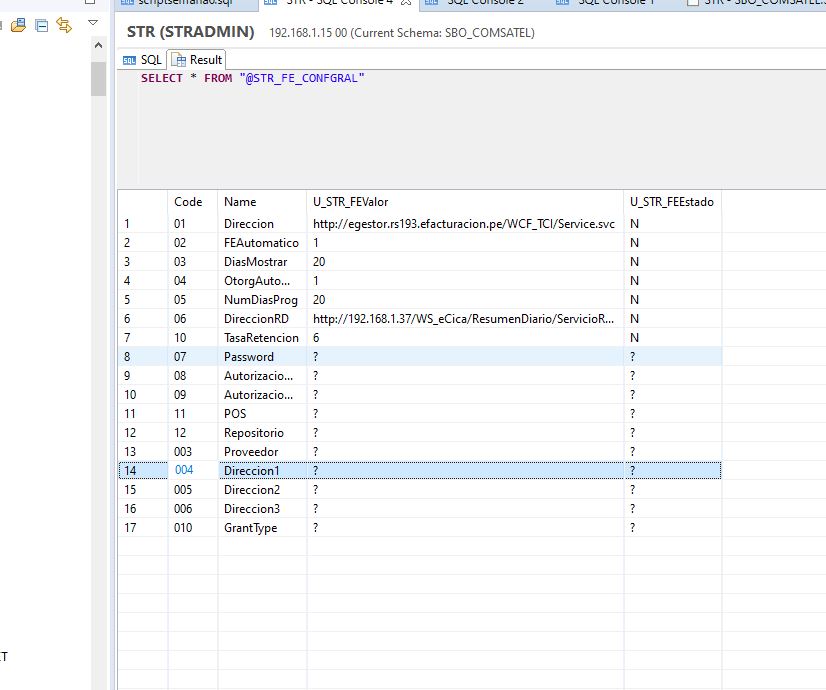 STR - SQL Console 4
SQL Console 2
SQL Console 1
STR (STRADMIN) 192.168.1.15 00 (Current Schema: SBO_COMSATEL)
SQL Result
SELECT * FROM "@STR_FE_CONFGRAL"
Code Name U_STR_FEValor U_STR_FEEstado
1 01 Direccion http://egestor.rs193.efacturacion.pe/WCF_TCI/Service.svc N
2 02 FEAutomatico 1 N
3 03 DiasMostrar 20 N
4 04 OtorgAuto... 1 N
5 05 NumDiasProg 20 N
6 06 DireccionRD http://192.168.1.37/WS_eCica/ResumenDiario/ServicioR... N
7 10 TasaRetencion 6 N
8 07 Password ? ?
9 08 Autorizacio... ? ?
10 09 Autorizacio... ? ?
11 11 POS ? ?
12 12 Repositorio ? ?
13 003 Proveedor ? ?
14 004 Direccion1 ? ?
15 005 Direccion2 ? ?
16 006 Direccion3 ? ?
17 010 GrantType ? ?